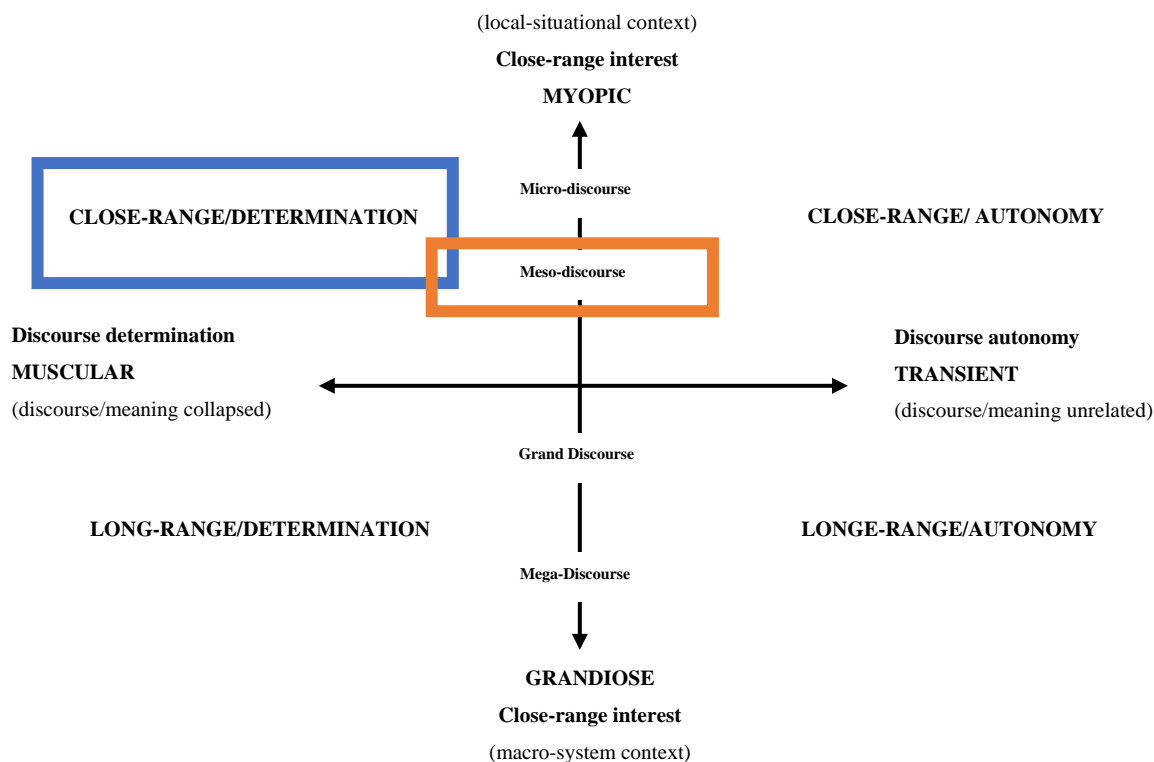 (local-situational context)
Close-range interest
MYOPIC
Micro-discourse
CLOSE-RANGE/DETERMINATION
CLOSE-RANGE/ AUTONOMY
Meso-discourse
Discourse determination
MUSCULAR
(discourse/meaning collapsed)
Discourse autonomy
TRANSIENT
(discourse/meaning unrelated)
Grand Discourse
LONG-RANGE/DETERMINATION
LONGE-RANGE/AUTONOMY
Mega-Discourse
GRANDIOSE
Close-range interest
(macro-system context)